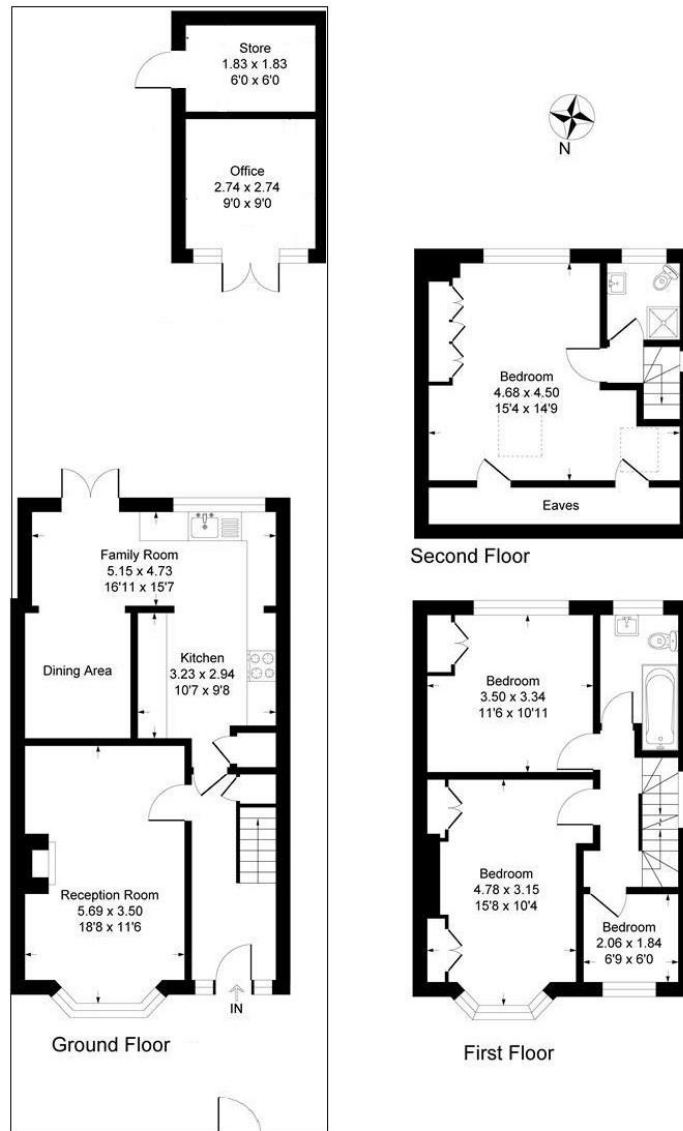 Store
1.83 x 1.83
6'0 x 6'0
Office
2.74 x 2.74
9'0 x 9'0
N
Bedroom
4.68 x 4.50
15'4 x 14'9
Eaves
Second Floor
Family Room
5.15 x 4.73
16'11 x 15'7
Dining Area
Kitchen
3.23 x 2.94
10'7 x 9'8
Reception Room
5.69 x 3.50
18'8 x 11'6
IN
Ground Floor
Bedroom
3.50 x 3.34
11'6 x 10'11
Bedroom
4.78 x 3.15
15'8 x 10'4
Bedroom
2.06 x 1.84
6'9 x 6'0
First Floor